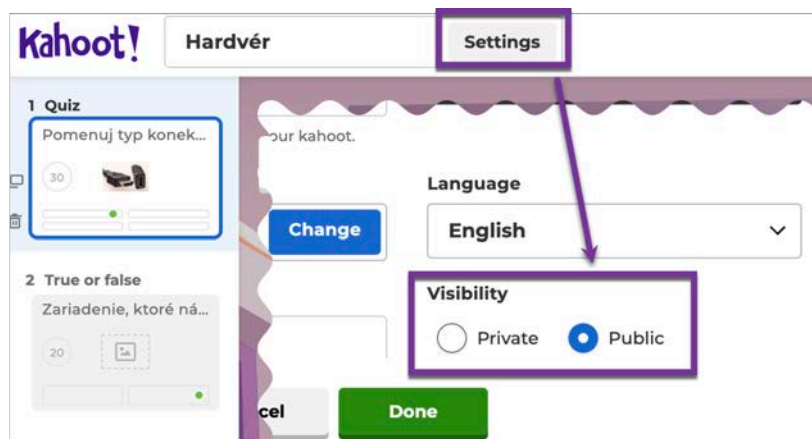 Kahoot!
Hardvér
Settings
1 Quiz
Pomenuj typ konek...
30
our kahoot.
Language
Change
English
2 True or false
Zariadenie, ktoré ná...
20
Visibility
Private
Public
cel
Done